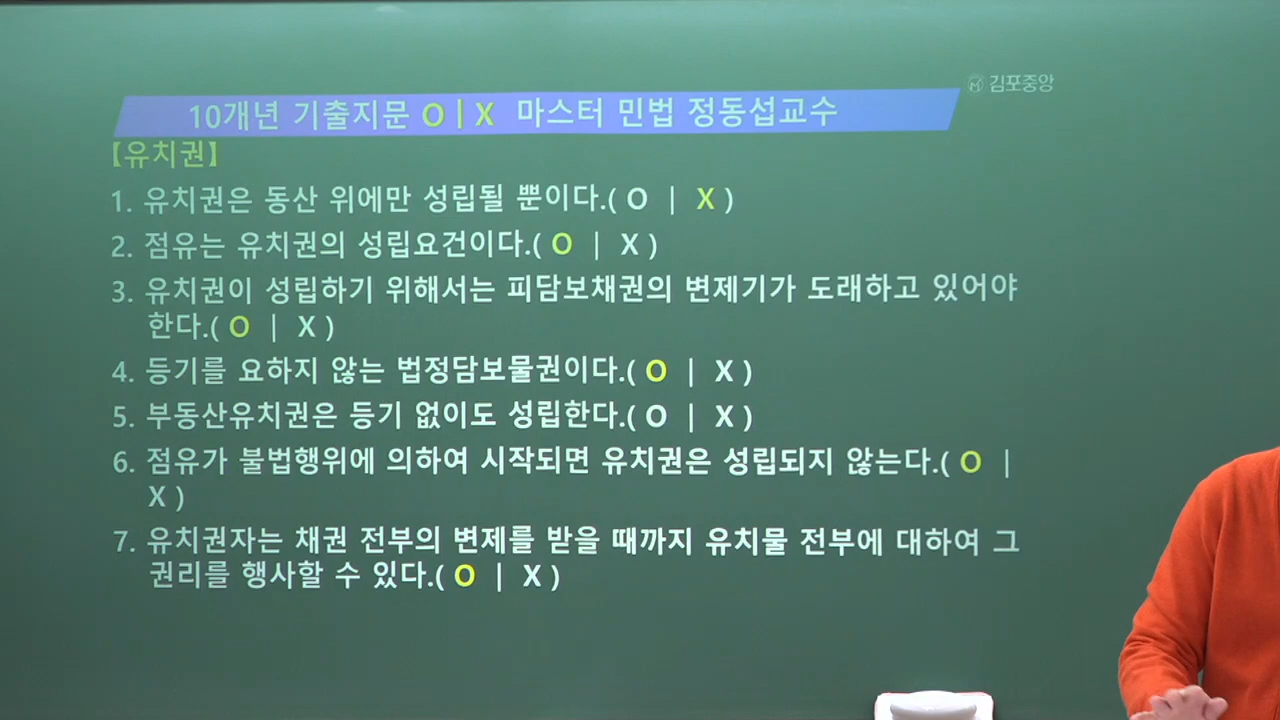 김포중앙
10개년 기출지문 O | X 마스터 민법 정동섭교수
【유치권】
1. 유치권은 동산 위에만 성립될 뿐이다.( O | X )
2. 점유는 유치권의 성립요건이다.( O | X )
3. 유치권이 성립하기 위해서는 피담보채권의 변제기가 도래하고 있어야
한다.( O | X )
4. 등기를 요하지 않는 법정담보물권이다.( O | X )
5. 부동산유치권은 등기 없이도 성립한다.( O | X )
6. 점유가 불법행위에 의하여 시작되면 유치권은 성립되지 않는다.( O |
X )
7. 유치권자는 채권 전부의 변제를 받을 때까지 유치물 전부에 대하여 그
권리를 행사할 수 있다.( O | X )